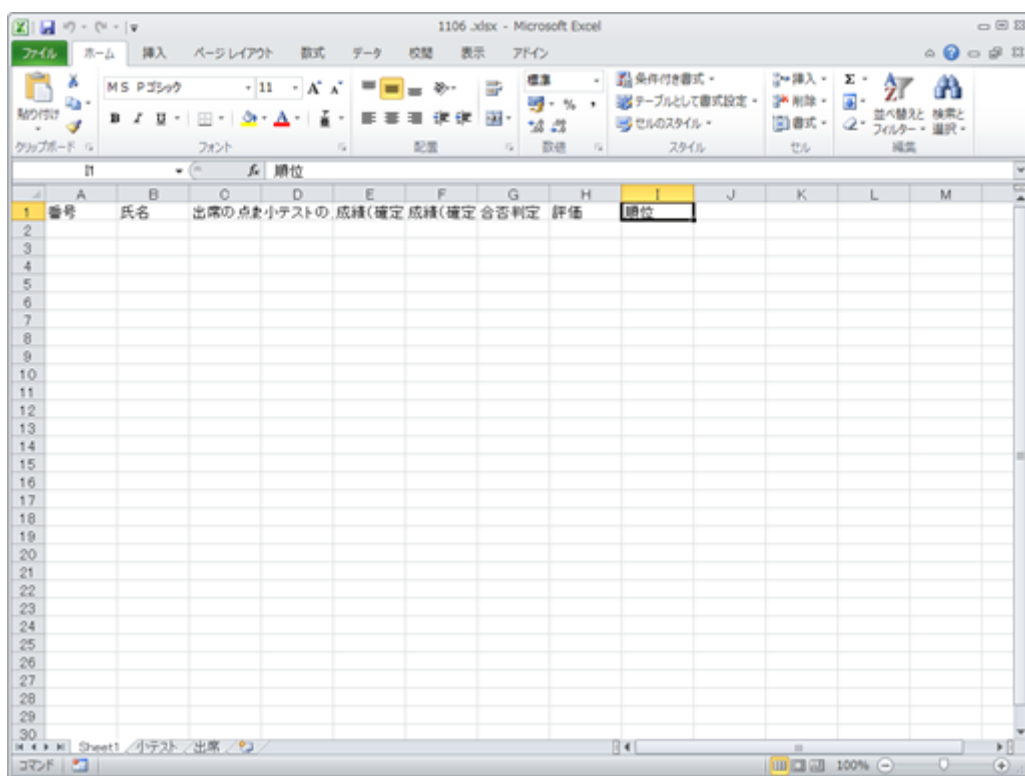 1106 .xlsx - Microsoft Excel
ファイル ホーム 挿入 ページ レイアウト 数式 データ 校閲 表示 アドイン
貼り付け
MS Pゴシック 11 A A
B I U A
標準
% ,
条件付き書式
テーブルとして書式設定
セルのスタイル
挿入
削除
書式
Σ
並べ替えと
フィルター
検索と
選択
クリップボード フォント 配置 数値 スタイル セル 編集
I1 fx 順位
A B C D E F G H I J K L M
1 番号 氏名 出席の点 小テストの 成績(確定 成績(確定 合否判定 評価 順位
2
3
4
5
6
7
8
9
10
11
12
13
14
15
16
17
18
19
20
21
22
23
24
25
26
27
28
29
30
Sheet1 小テスト 出席
コマンド 100%